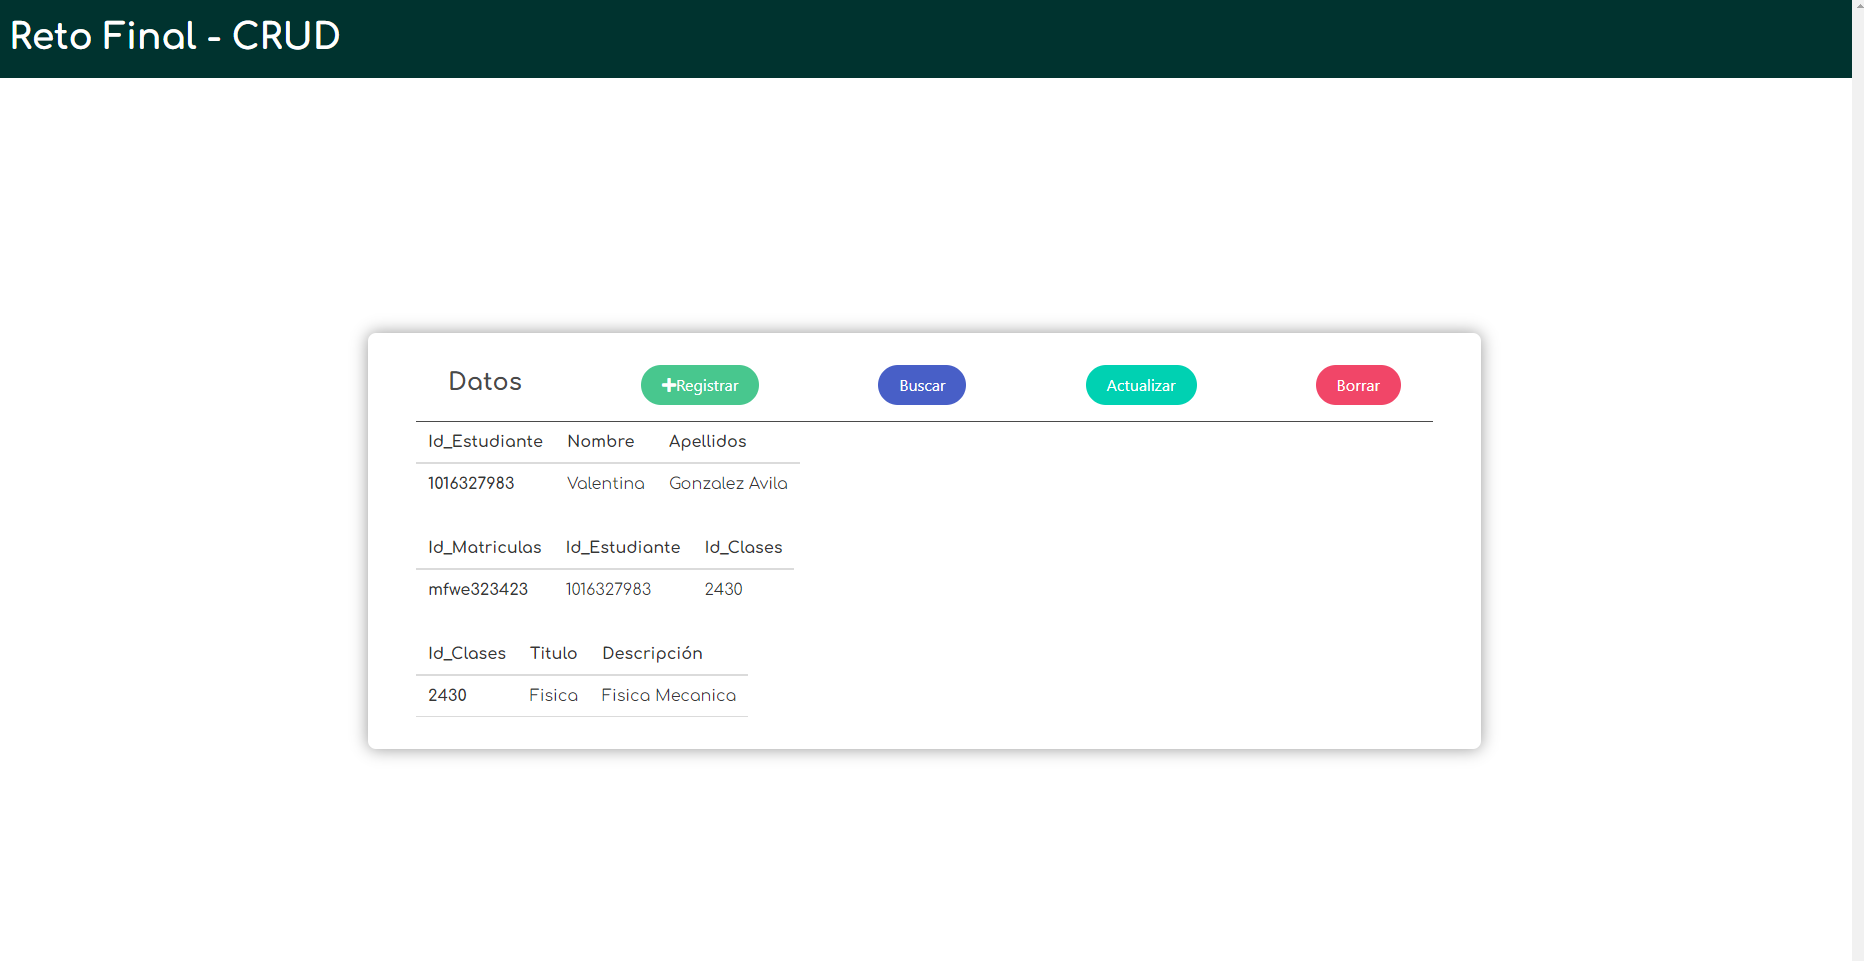 Reto Final - CRUD
Datos Registrar Buscar Actualizar Borrar
Id_Estudiante Nombre Apellidos
1016327983 Valentina Gonzalez Avila
Id_Matriculas Id_Estudiante Id_Clases
mfwe323423 1016327983 2430
Id_Clases Titulo Descripción
2430 Fisica Fisica Mecanica